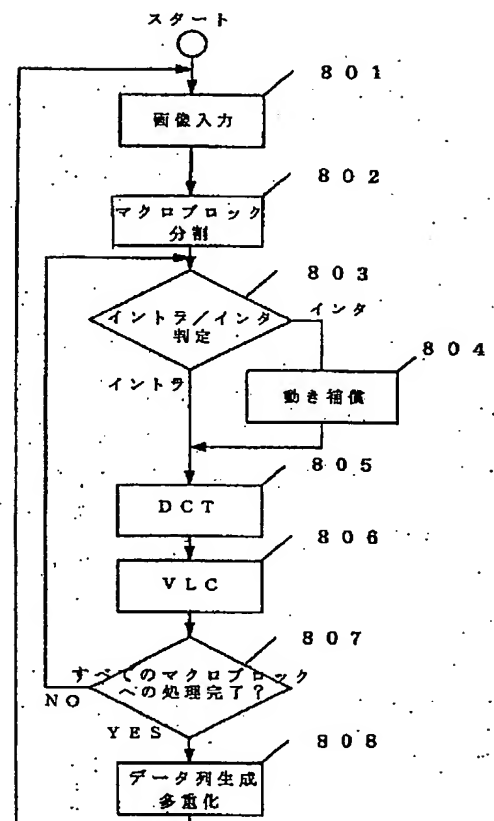 スタート
801
画像入力
802
マクロブロック
分割
803
イントラ/インタ
判定
インタ
イントラ
804
動き補償
805
DCT
806
VLC
807
すべてのマクロブロック
への処理完了?
NO
YES
808
データ列生成
多重化